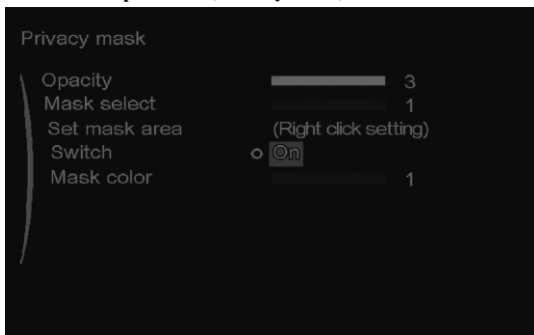 Privacy mask
Opacity 3
Mask select 1
Set mask area (Right click setting)
Switch On
Mask color 1